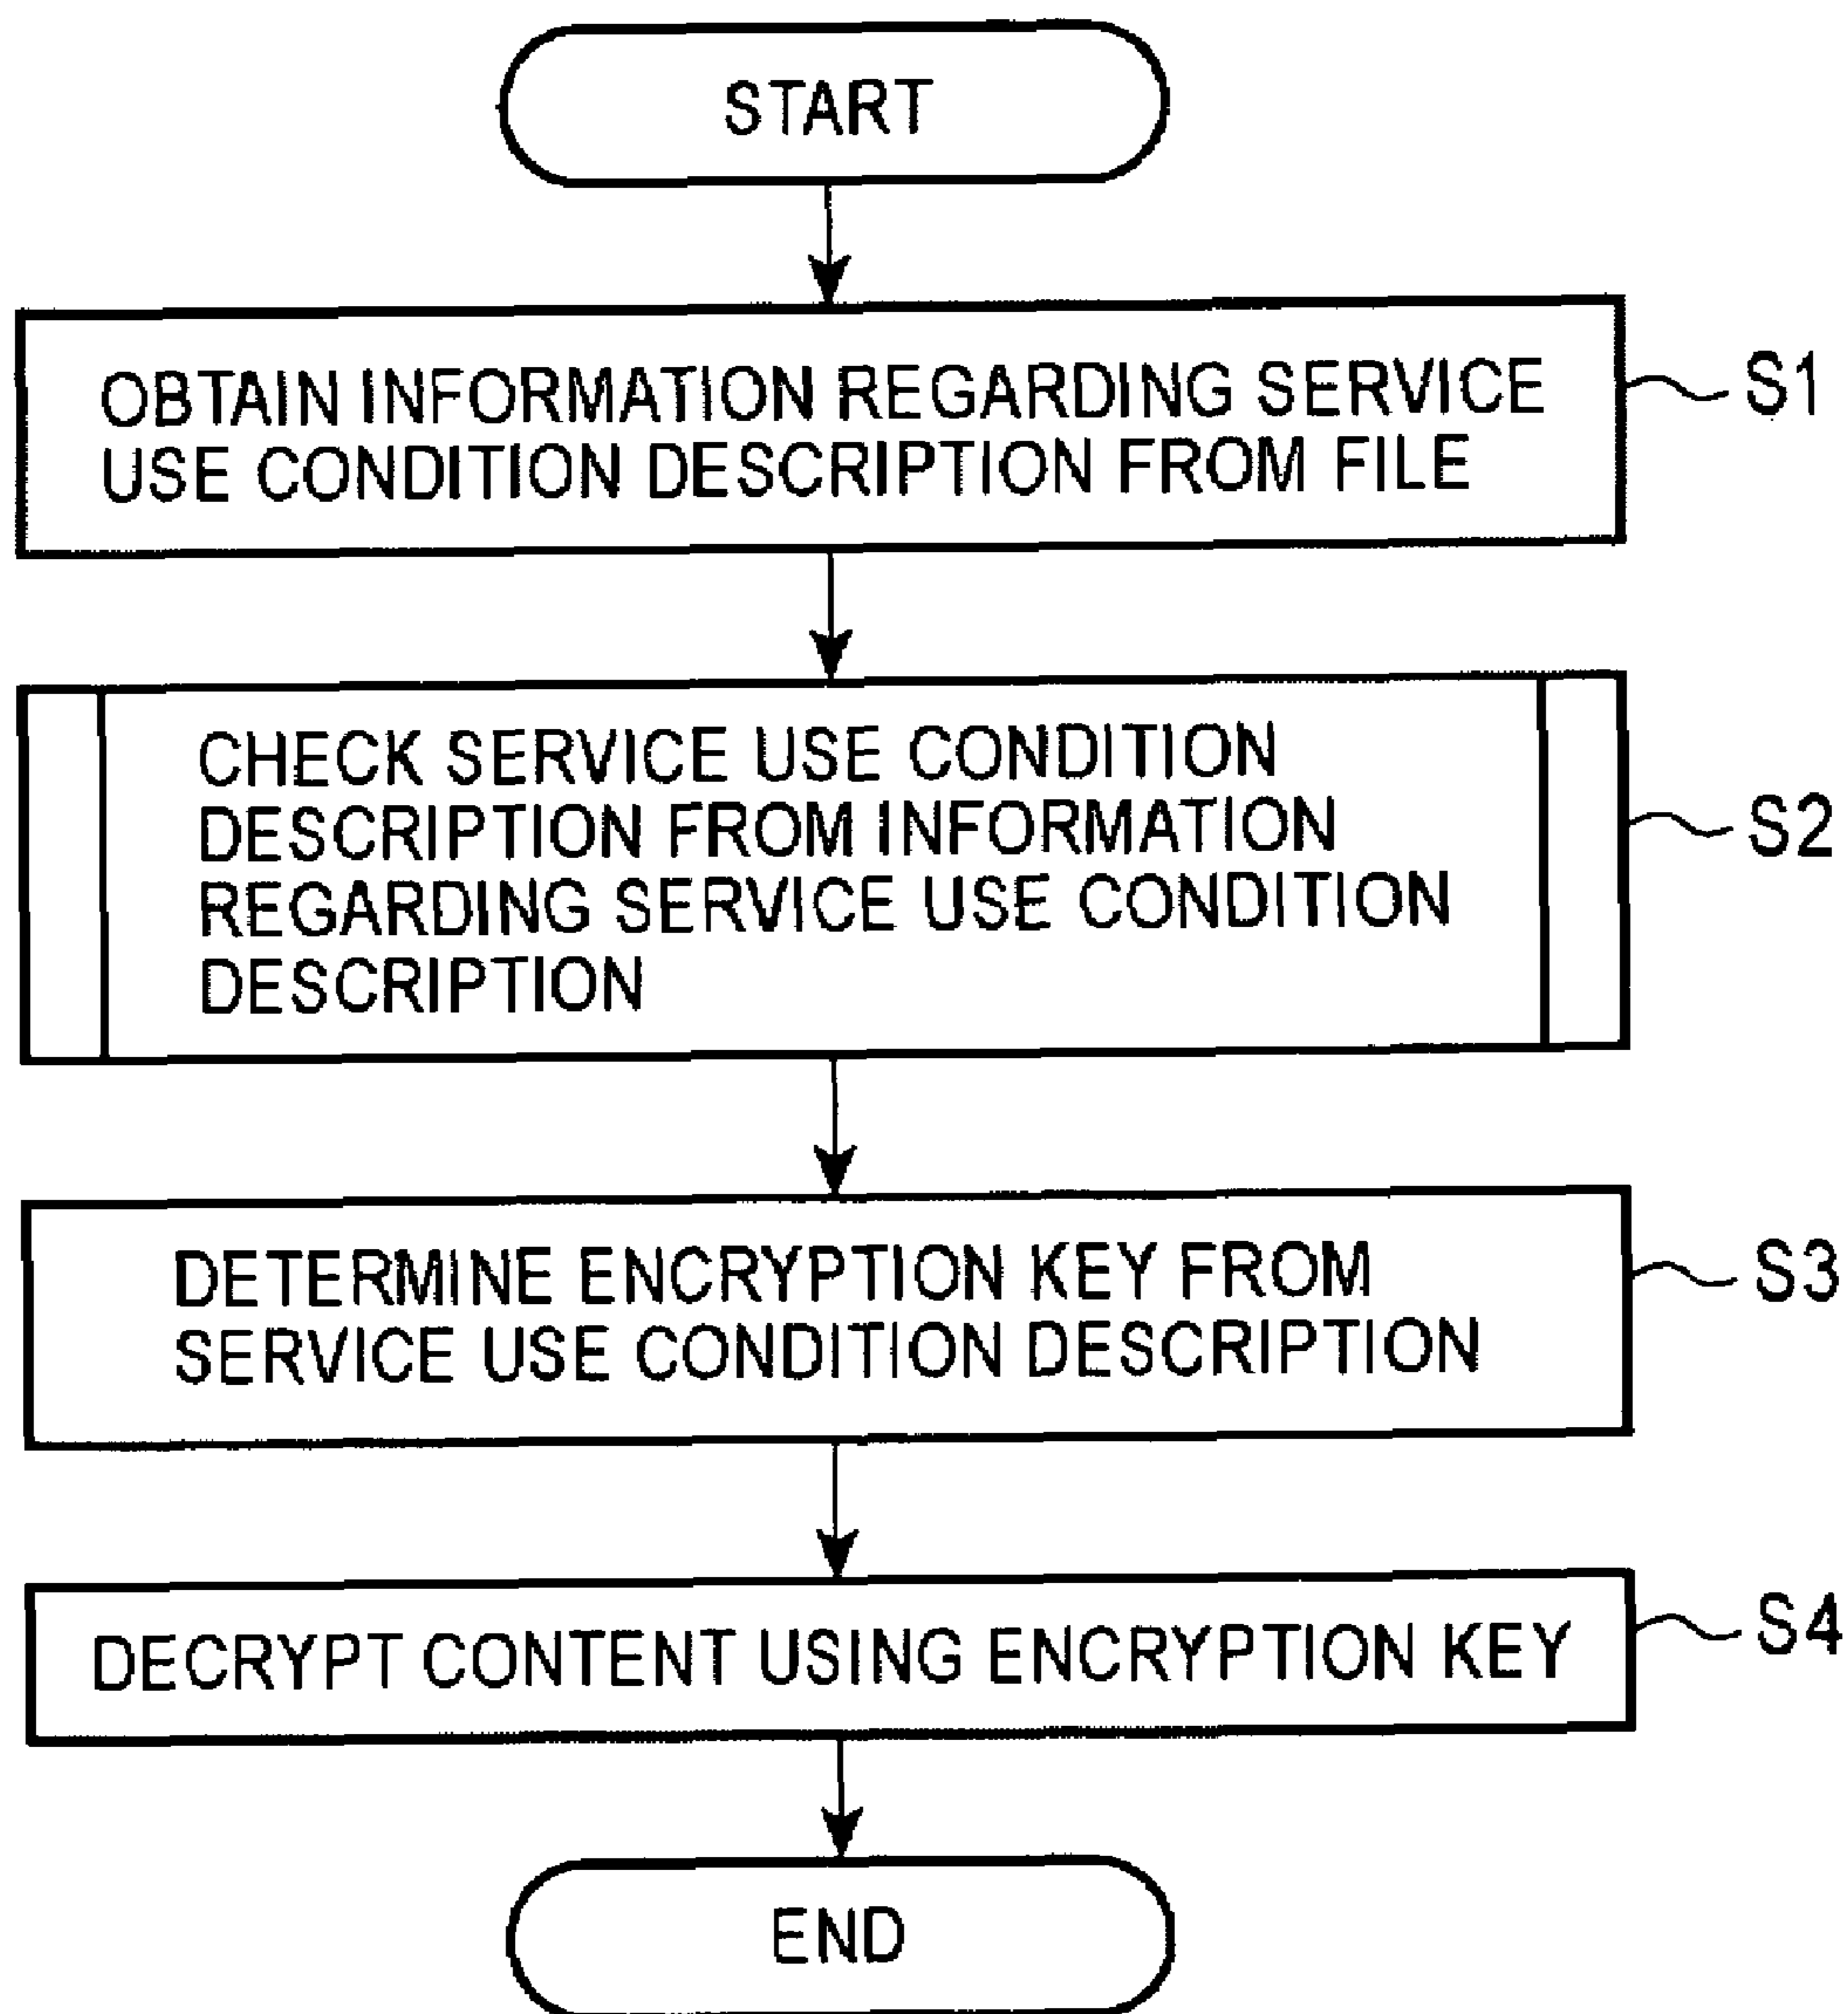 START
OBTAIN INFORMATION REGARDING SERVICE
USE CONDITION DESCRIPTION FROM FILE
S1
CHECK SERVICE USE CONDITION
DESCRIPTION FROM INFORMATION
REGARDING SERVICE USE CONDITION
DESCRIPTION
S2
DETERMINE ENCRYPTION KEY FROM
SERVICE USE CONDITION DESCRIPTION
S3
DECRYPT CONTENT USING ENCRYPTION KEY
S4
END